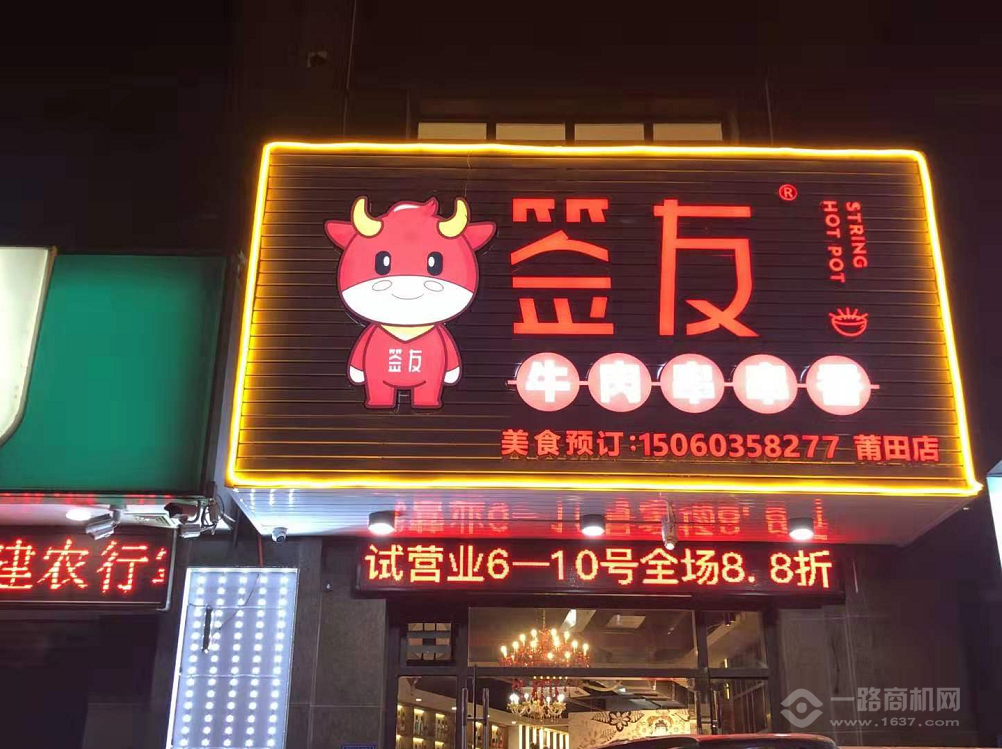 签友®
STRING
HOT POT
签友
牛肉串串香
美食预订:15060358277 莆田店
试营业6—10号全场8.8折
建农行
一路商机网
www.1637.com